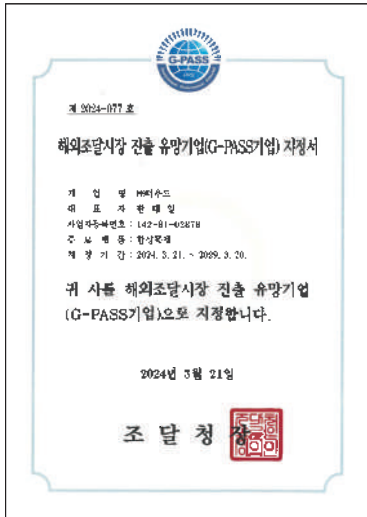 G-PASS
제 2024-077 호
해외조달시장 진출 유망기업(G-PASS기업) 지정서
기 업 명
대 표 자 한 태 일
사업자등록번호 : 142-81-02878
주 요 제 품 : 합성목재
지 정 기 간 : 2024. 3. 21. ~ 2029. 3. 20.
귀 사를 해외조달시장 진출 유망기업
(G-PASS기업)으로 지정합니다.
2024년 3월 21일
조 달 청 장